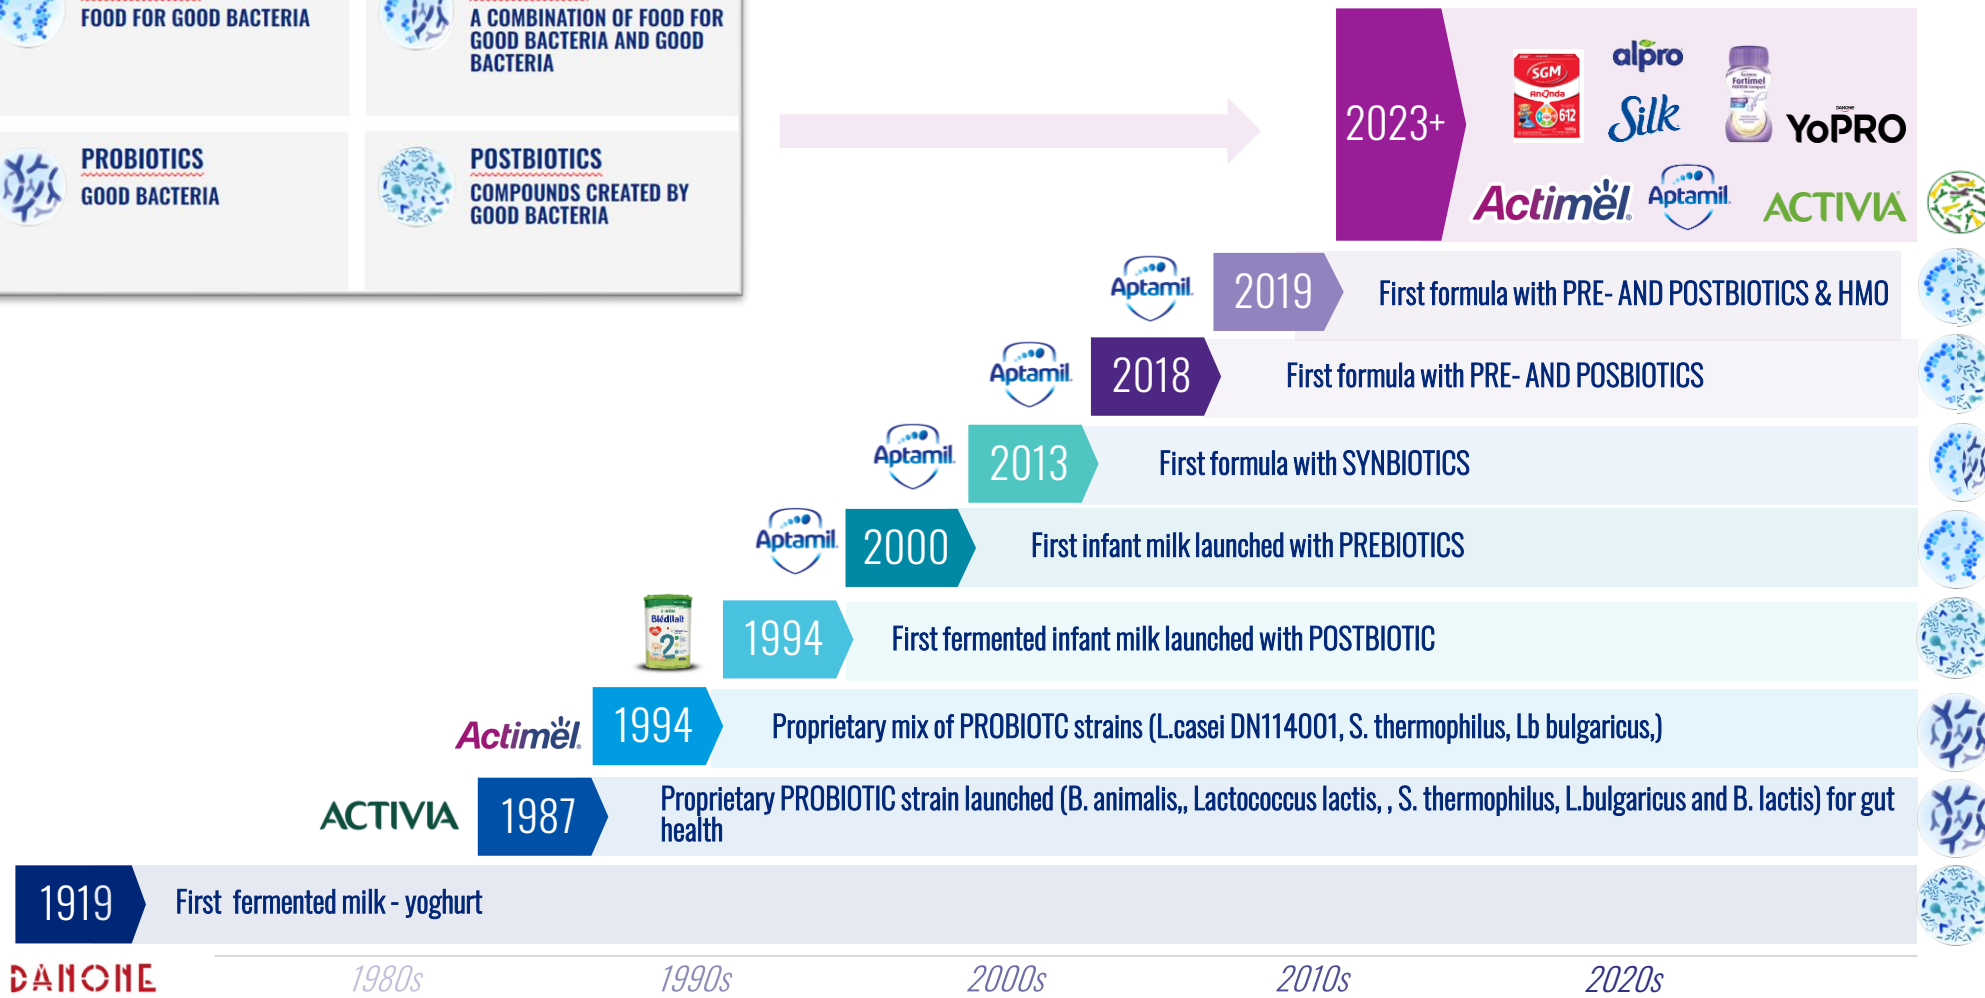 FOOD FOR GOOD BACTERIA
A COMBINATION OF FOOD FOR
GOOD BACTERIA AND GOOD
BACTERIA
PROBIOTICS
GOOD BACTERIA
POSTBIOTICS
COMPOUNDS CREATED BY
GOOD BACTERIA
2023+
SGM
AnOnda
6-12
alpro
Silk
Fortimel
DANONE
YoPRO
Actimel
Aptamil
ACTIVIA
Aptamil
2019
First formula with PRE- AND POSTBIOTICS & HMO
Aptamil
2018
First formula with PRE- AND POSBIOTICS
Aptamil
2013
First formula with SYNBIOTICS
Aptamil
2000
First infant milk launched with PREBIOTICS
Blédilait
2
1994
First fermented infant milk launched with POSTBIOTIC
Actimel
1994
Proprietary mix of PROBIOTC strains (L.casei DN114001, S. thermophilus, Lb bulgaricus,)
ACTIVIA
1987
Proprietary PROBIOTIC strain launched (B. animalis,, Lactococcus lactis, , S. thermophilus, L.bulgaricus and B. lactis) for gut
health
1919
First fermented milk - yoghurt
DANONE
1980s
1990s
2000s
2010s
2020s